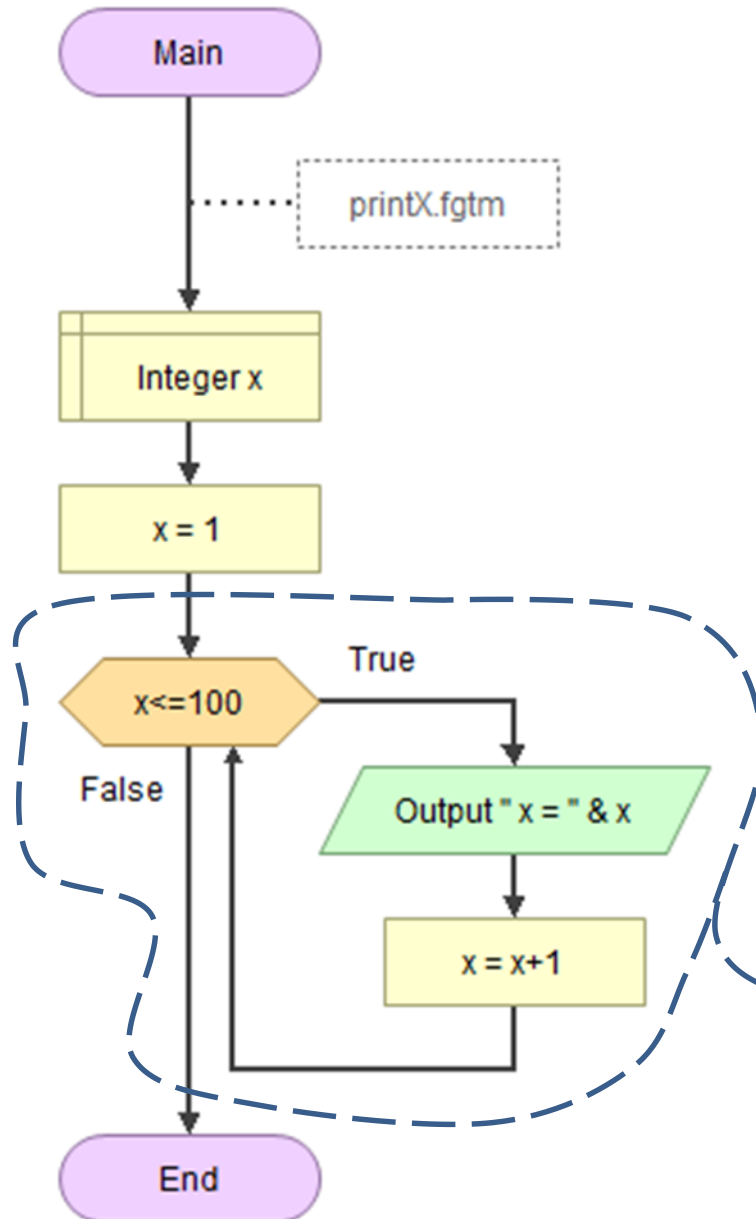 Main
printX.fgtm
Integer x
x = 1
x<=100
True
False
Output " x = " & x
x = x+1
End